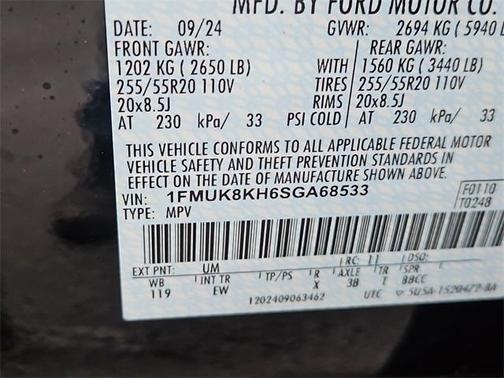 MFD. BY FORD MOTOR CO.
DATE: 09/24 GVWR: 2694 KG (5940
FRONT GAWR: REAR GAWR:
1202 KG (2650 LB) 1560 KG (3440 LB)
255/55R20 110V TIRES 255/55R20 110V
20x8.5J RIMS 20x8.5J
AT 230 kPa/ 33 PSI COLD AT 230 kPa/ 33
THIS VEHICLE CONFORMS TO ALL APPLICABLE FEDERAL MOTOR
VEHICLE SAFETY AND THEFT PREVENTION STANDARDS IN
EFFECT ON THE DATE OF MANUFACTURE SHOWN ABOVE.
VIN: 1FMUK8KH6SGA68533 F0110
TYPE: MPV T0248
EXT PNT: UM RC: 11 DSO:
WB INT TR TP/PS R AXLE TR SPR
119 EW X 3B T BBCC
1202409063462 UTC